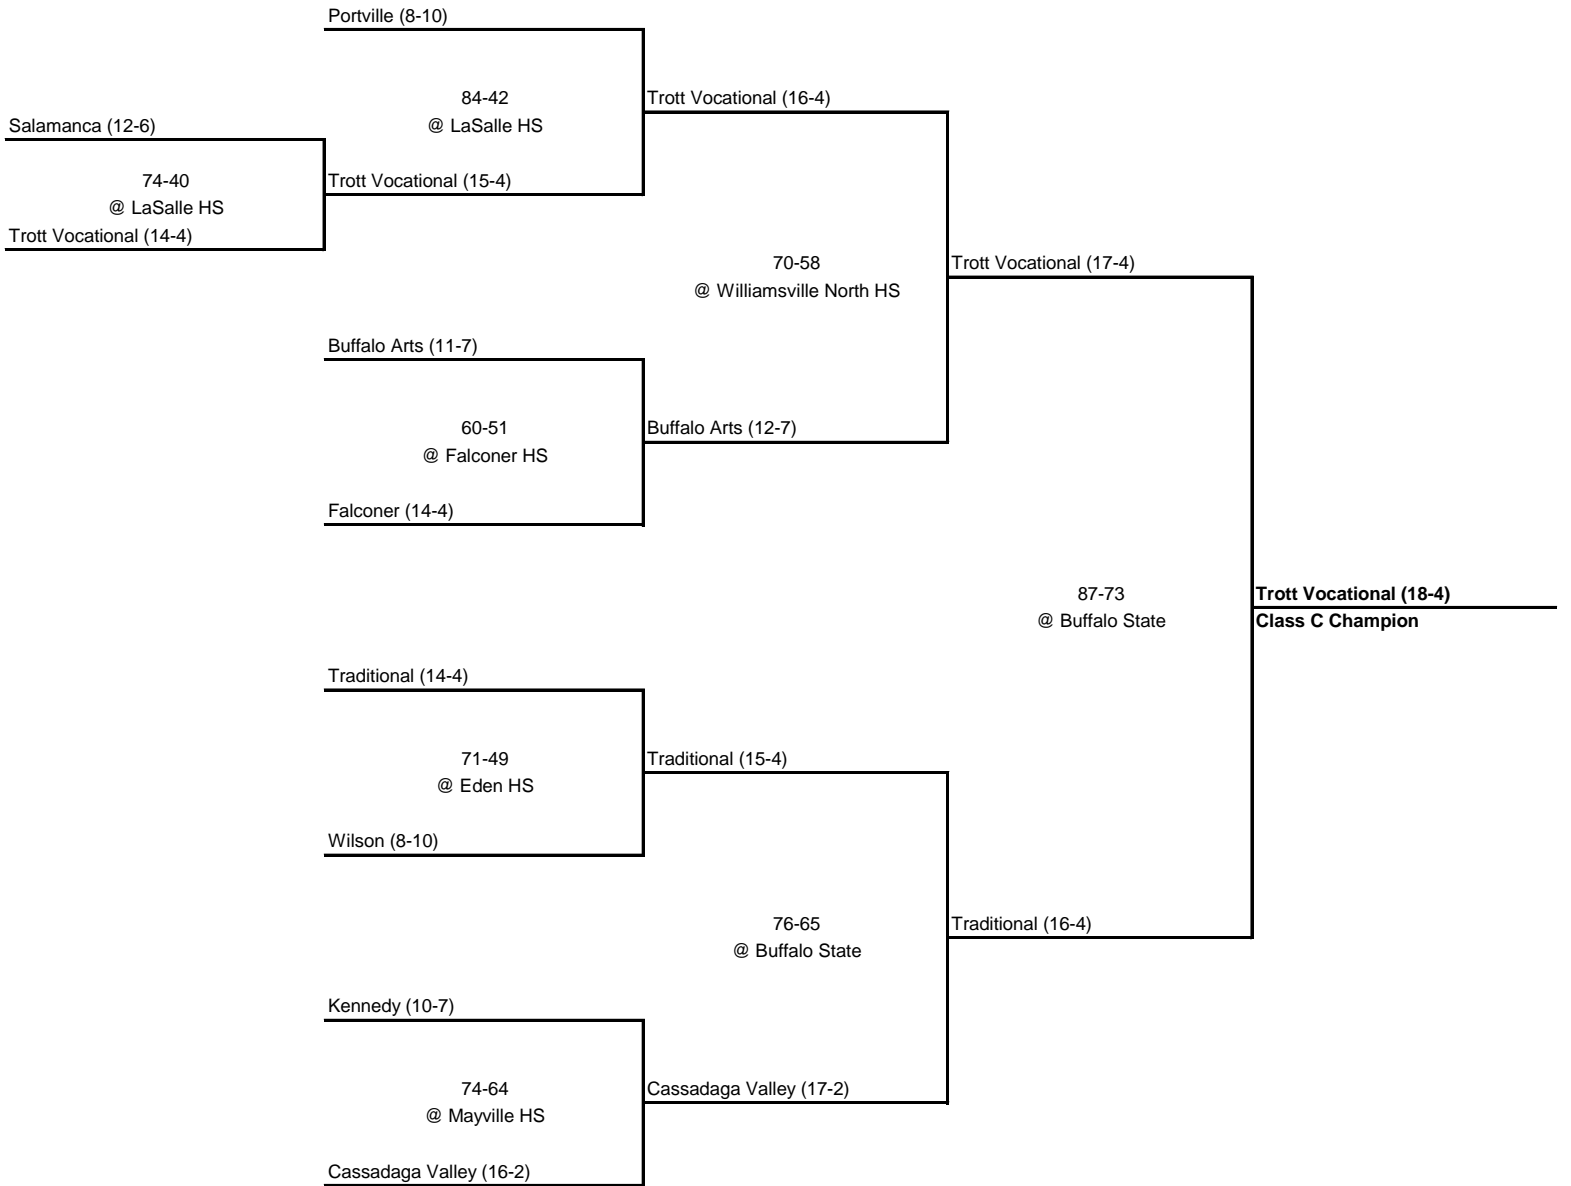 Portville (8-10)
84-42
@ LaSalle HS
Trott Vocational (16-4)
Salamanca (12-6)
74-40
@ LaSalle HS
Trott Vocational (15-4)
Trott Vocational (14-4)
70-58
@ Williamsville North HS
Trott Vocational (17-4)
Buffalo Arts (11-7)
60-51
@ Falconer HS
Buffalo Arts (12-7)
Falconer (14-4)
87-73
@ Buffalo State
Trott Vocational (18-4)
Class C Champion
Traditional (14-4)
71-49
@ Eden HS
Traditional (15-4)
Wilson (8-10)
76-65
@ Buffalo State
Traditional (16-4)
Kennedy (10-7)
74-64
@ Mayville HS
Cassadaga Valley (17-2)
Cassadaga Valley (16-2)